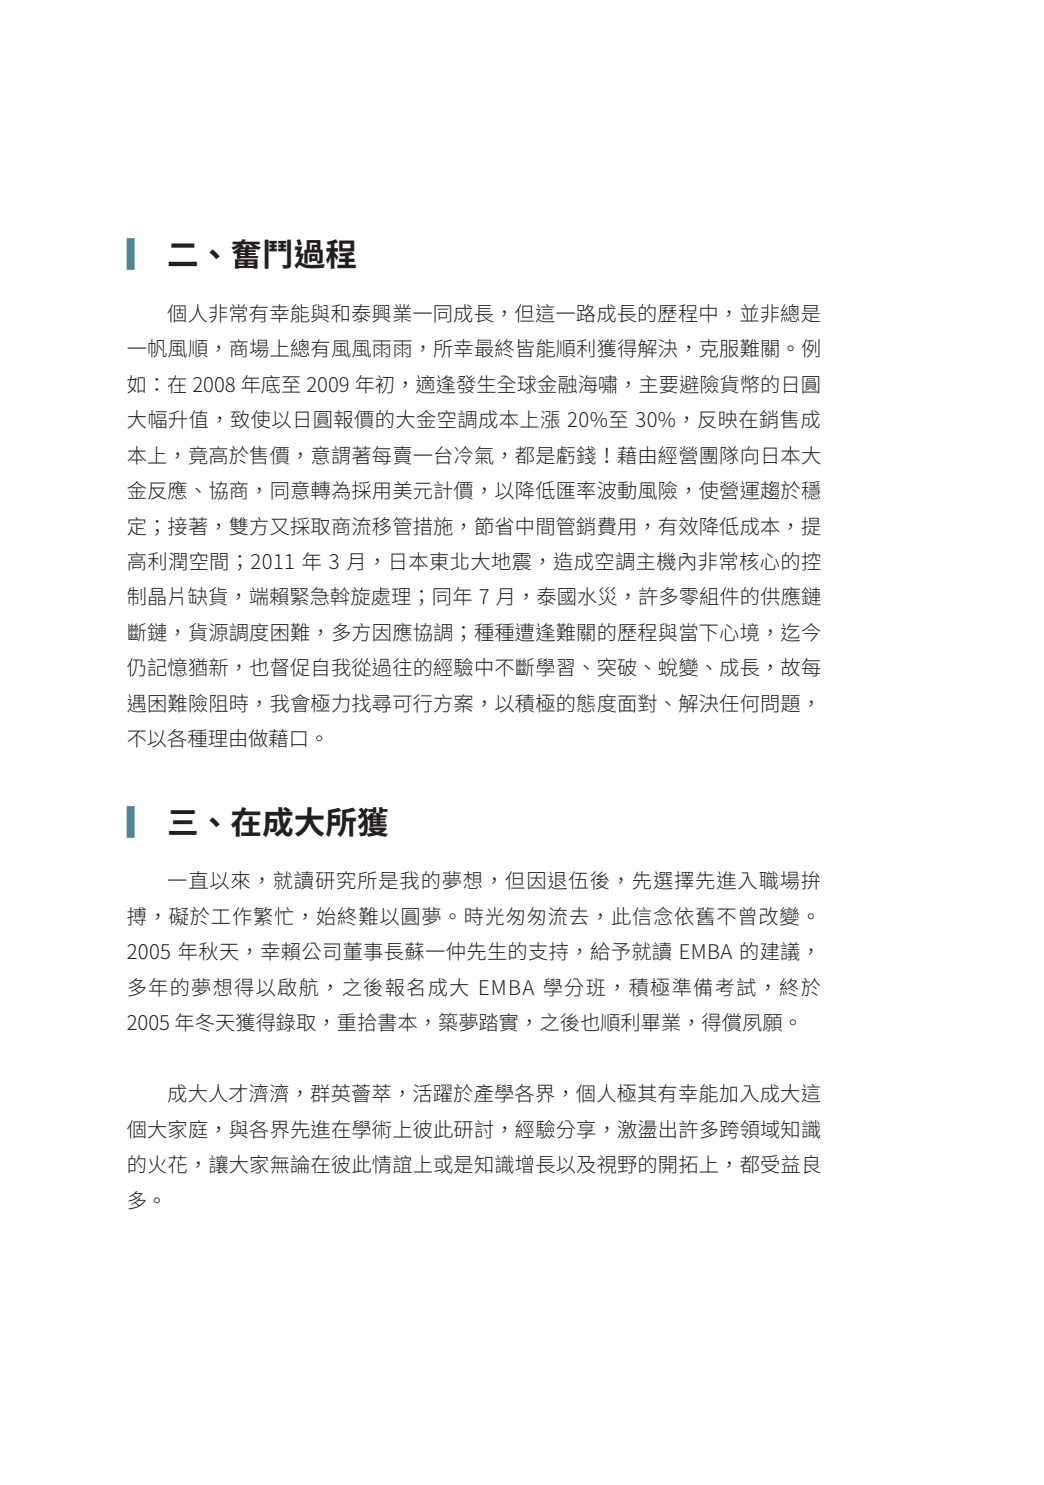 二、奮鬥過程
個人非常有幸能與和泰興業一同成長，但這一路成長的歷程中，並非總是
一帆風順，商場上總有風風雨雨，所幸最終皆能順利獲得解決，克服難關。例
如：在 2008 年底至 2009 年初，適逢發生全球金融海嘯，主要避險貨幣的日圓
大幅升值，致使以日圓報價的大金空調成本上漲 20%至 30%，反映在銷售成
本上，竟高於售價，意謂著每賣一台冷氣，都是虧錢！藉由經營團隊向日本大
金反應、協商，同意轉為採用美元計價，以降低匯率波動風險，使營運趨於穩
定；接著，雙方又採取商流移管措施，節省中間管銷費用，有效降低成本，提
高利潤空間；2011 年 3 月，日本東北大地震，造成空調主機內非常核心的控
制晶片缺貨，端賴緊急斡旋處理；同年 7 月，泰國水災，許多零組件的供應鏈
斷鏈，貨源調度困難，多方因應協調；種種遭逢難關的歷程與當下心境，迄今
仍記憶猶新，也督促自我從過往的經驗中不斷學習、突破、蛻變、成長，故每
遇困難險阻時，我會極力找尋可行方案，以積極的態度面對、解決任何問題，
不以各種理由做藉口。
三、在成大所獲
一直以來，就讀研究所是我的夢想，但因退伍後，先選擇先進入職場拚
搏，礙於工作繁忙，始終難以圓夢。時光匆匆流去，此信念依舊不曾改變。
2005 年秋天，幸賴公司董事長蘇一仲先生的支持，給予就讀 EMBA 的建議，
多年的夢想得以啟航，之後報名成大 EMBA 學分班，積極準備考試，終於
2005 年冬天獲得錄取，重拾書本，築夢踏實，之後也順利畢業，得償夙願。
成大人才濟濟，群英薈萃，活躍於產學各界，個人極其有幸能加入成大這
個大家庭，與各界先進在學術上彼此研討，經驗分享，激盪出許多跨領域知識
的火花，讓大家無論在彼此情誼上或是知識增長以及視野的開拓上，都受益良
多。